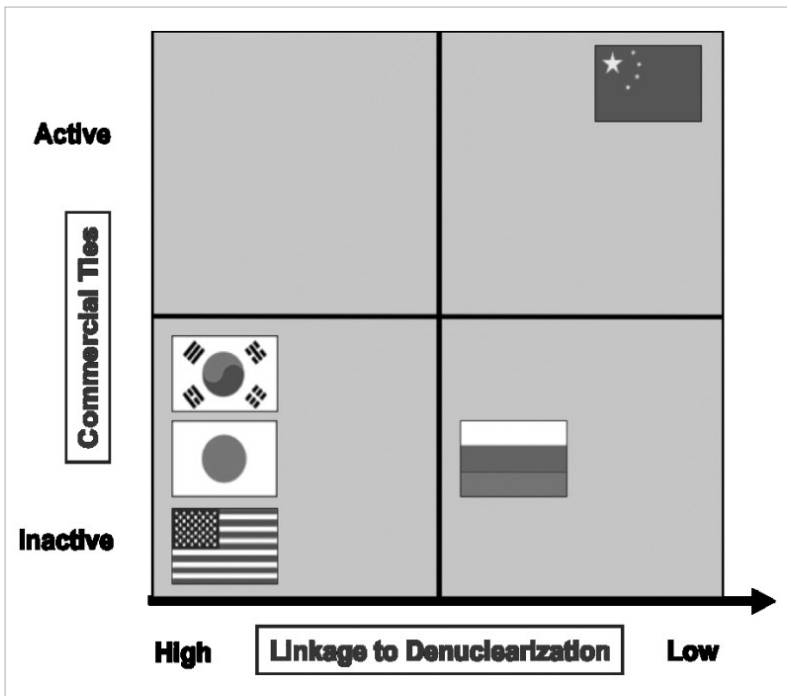 Active
Commercial Ties
Inactive
High
Linkage to Denuclearization
Low